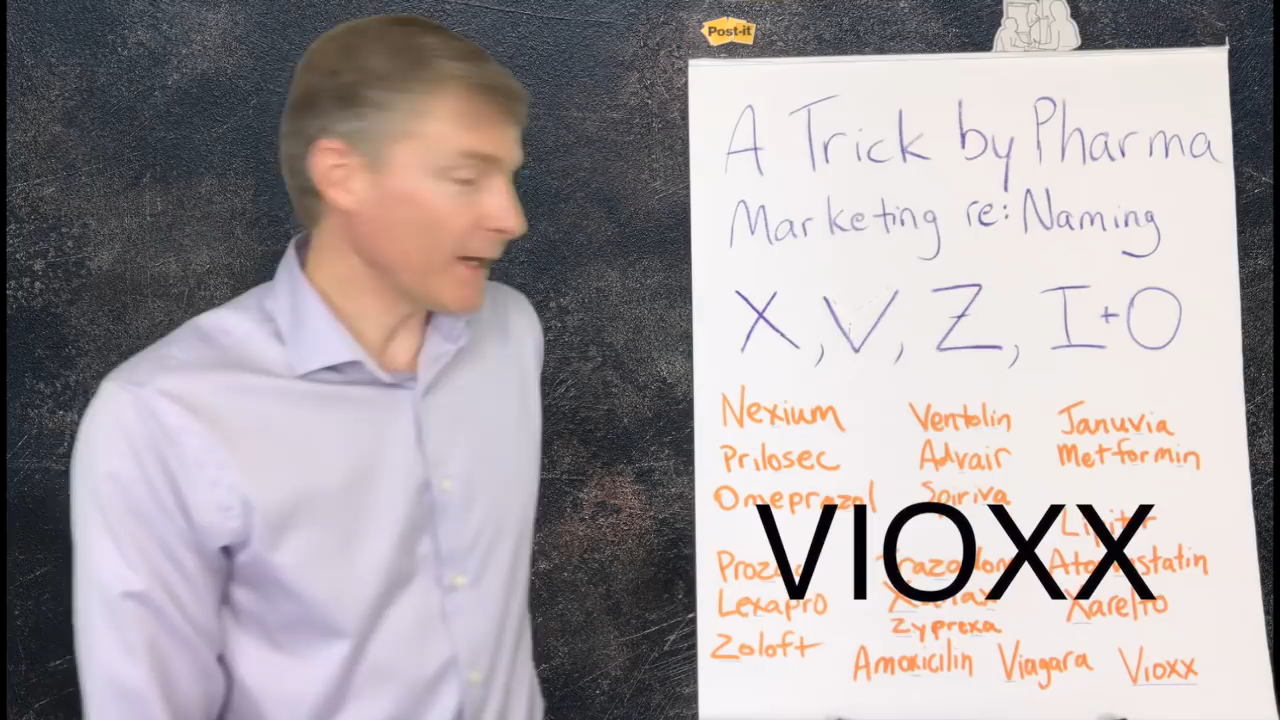 Post-it
A Trick by Pharma
Marketing re: Naming
X, V, Z, I + O
Nexium Ventolin Januvia
Prilosec Advair Metformin
Omeprazol Spiriva
VIOXX
Lexapro Xarelto
Zyprexa
Zoloft
Amoxicilin Viagara Vioxx